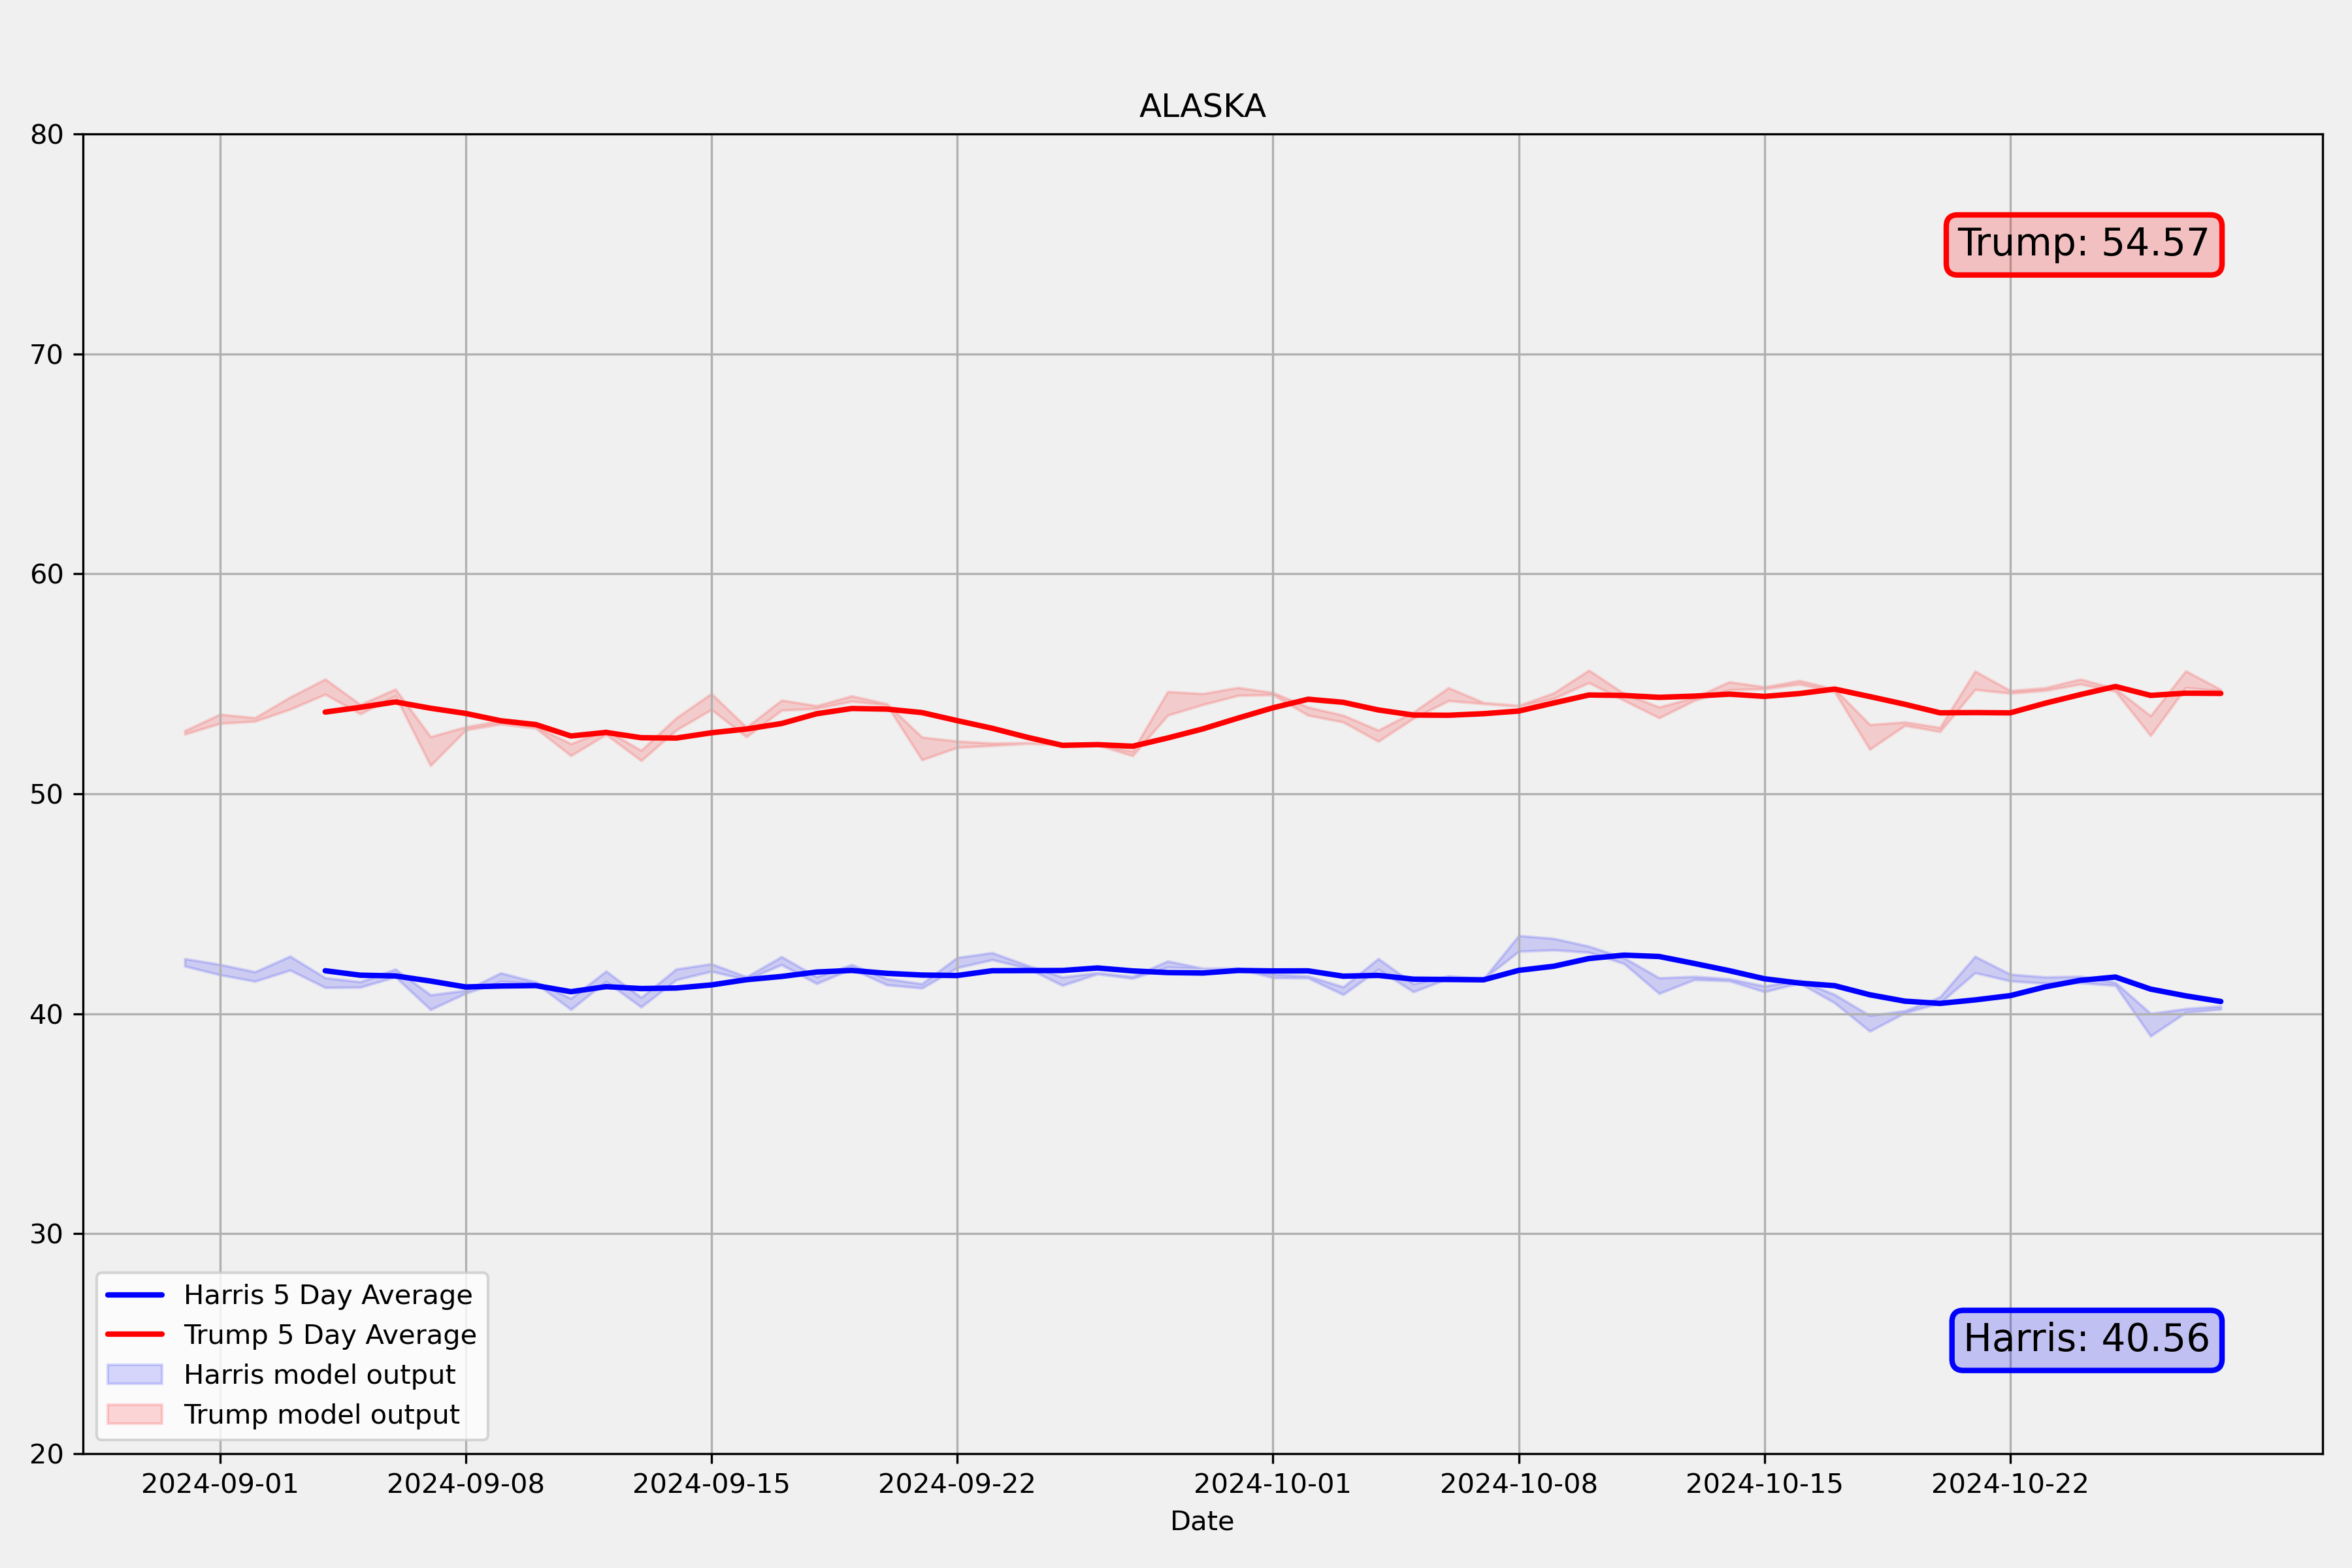 ALASKA
80
70
60
50
40
30
20
Trump: 54.57
Harris: 40.56
Harris 5 Day Average
Trump 5 Day Average
Harris model output
Trump model output
2024-09-01 2024-09-08 2024-09-15 2024-09-22 2024-10-01 2024-10-08 2024-10-15 2024-10-22
Date